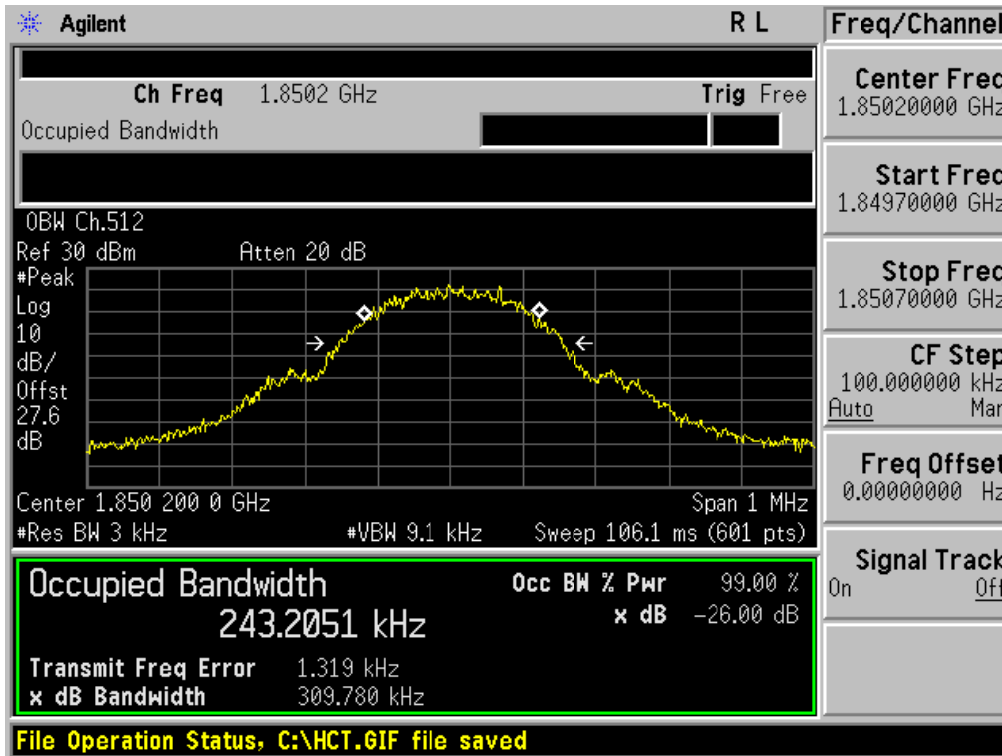 Agilent R L Freq/Channel
Ch Freq 1.8502 GHz Trig Free
Occupied Bandwidth
Center Freq
1.85020000 GHz
Start Freq
1.84970000 GHz
Stop Freq
1.85070000 GHz
CF Step
100.000000 kHz
Auto Man
Freq Offset
0.00000000 Hz
Signal Track
On Off
OBW Ch.512
Ref 30 dBm Atten 20 dB
#Peak
Log
10
dB/
Offst
27.6
dB
Center 1.850 200 0 GHz Span 1 MHz
#Res BW 3 kHz #VBW 9.1 kHz Sweep 106.1 ms (601 pts)
Occupied Bandwidth Occ BW % Pwr 99.00 %
243.2051 kHz x dB -26.00 dB
Transmit Freq Error 1.319 kHz
x dB Bandwidth 309.780 kHz
File Operation Status, C:\HCT.GIF file saved